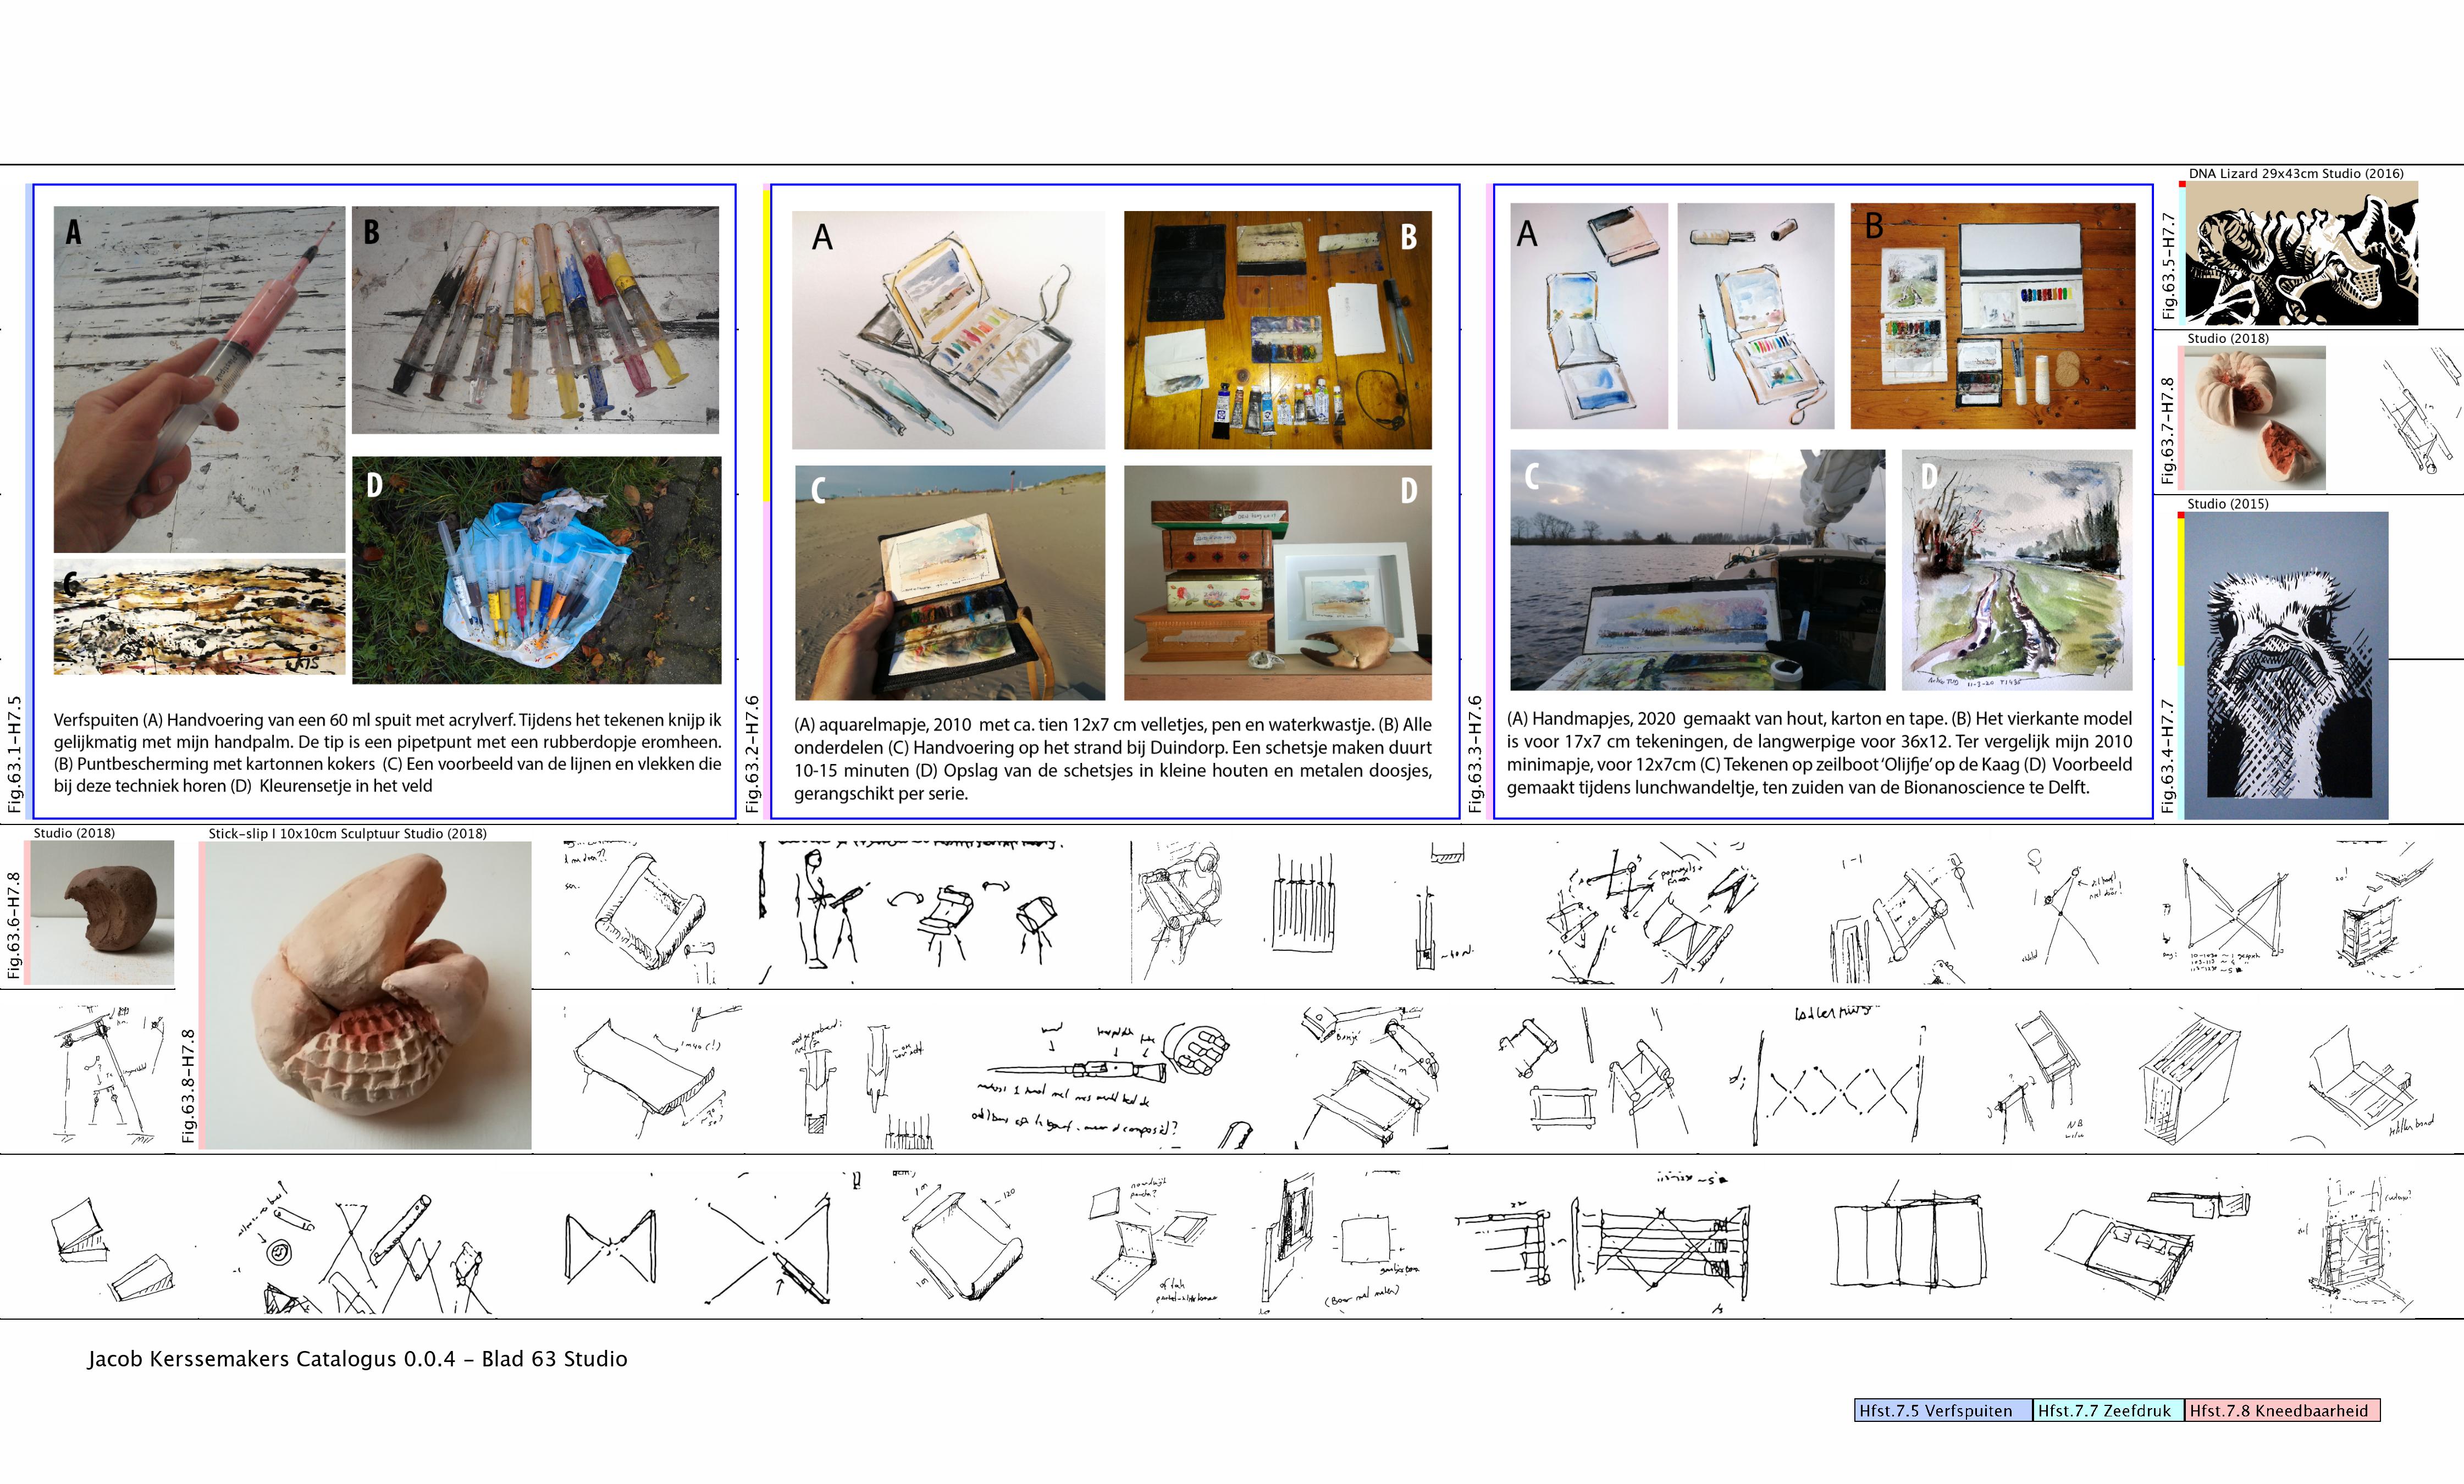 DNA Lizard 29x43cm Studio (2016)
Fig.63.5-H7.7
Studio (2018)
Fig.63.7-H7.8
Studio (2015)
Fig.63.4-H7.7
Fig.63.1-H7.5
A
B
C
D
Verfspuiten (A) Handvoering van een 60 ml spuit met acrylverf. Tijdens het tekenen knijp ik
gelijkmatig met mijn handpalm. De tip is een pipetpunt met een rubberdopje eromheen.
(B) Puntbescherming met kartonnen kokers (C) Een voorbeeld van de lijnen en vlekken die
bij deze techniek horen (D) Kleurensetje in het veld
Fig.63.2-H7.6
A
B
C
D
(A) aquarelmapje, 2010 met ca. tien 12x7 cm velletjes, pen en waterkwastje. (B) Alle
onderdelen (C) Handvoering op het strand bij Duindorp. Een schetsje maken duurt
10-15 minuten (D) Opslag van de schetsjes in kleine houten en metalen doosjes,
gerangschikt per serie.
Fig.63.3-H7.6
A
B
C
D
(A) Handmapjes, 2020 gemaakt van hout, karton en tape. (B) Het vierkante model
is voor 17x7 cm tekeningen, de langwerpige voor 36x12. Ter vergelijk mijn 2010
minimapje, voor 12x7cm (C) Tekenen op zeilboot 'Olijfje' op de Kaag (D) Voorbeeld
gemaakt tijdens lunchwandeltje, ten zuiden van de Bionanoscience te Delft.
Studio (2018)
Fig.63.6-H7.8
Stick-slip I 10x10cm Sculptuur Studio (2018)
Fig.63.8-H7.8
Jacob Kerssemakers Catalogus 0.0.4 - Blad 63 Studio
Hfst.7.5 Verfspuiten
Hfst.7.7 Zeefdruk
Hfst.7.8 Kneedbaarheid